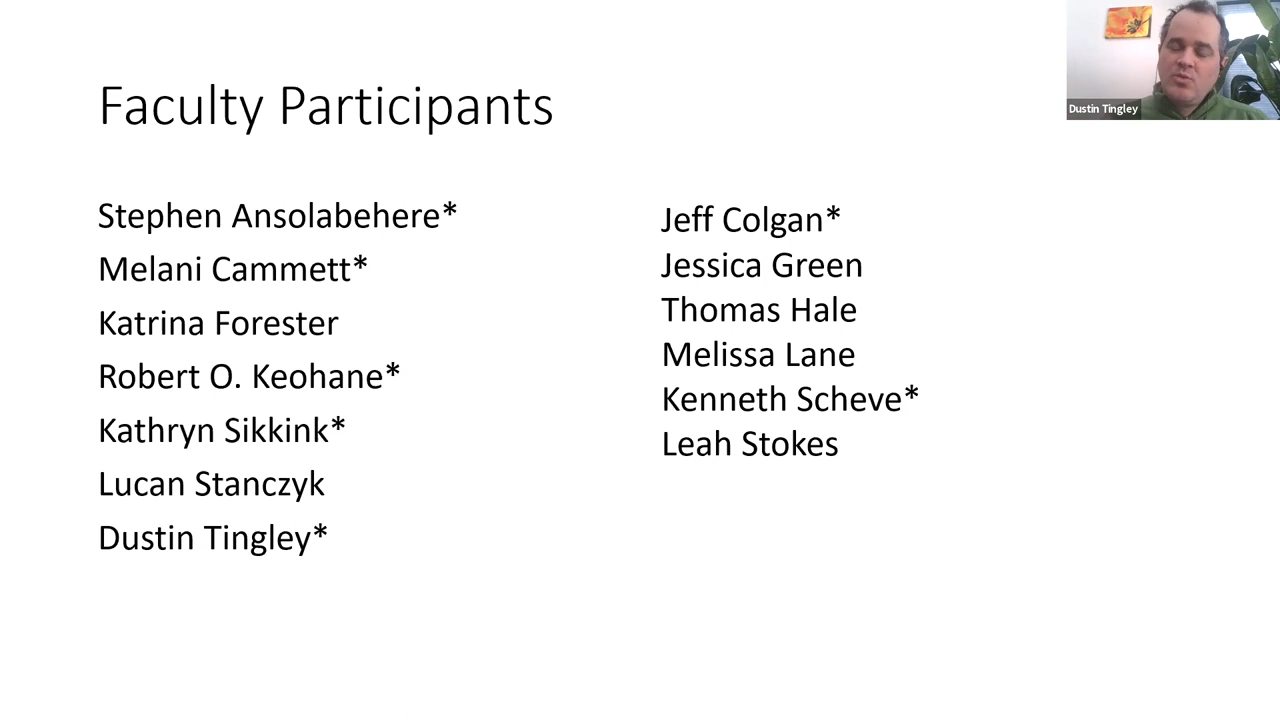 Faculty Participants
Stephen Ansolabehere*
Melani Cammett*
Katrina Forester
Robert O. Keohane*
Kathryn Sikkink*
Lucan Stanczyk
Dustin Tingley*
Jeff Colgan*
Jessica Green
Thomas Hale
Melissa Lane
Kenneth Scheve*
Leah Stokes
Dustin Tingley